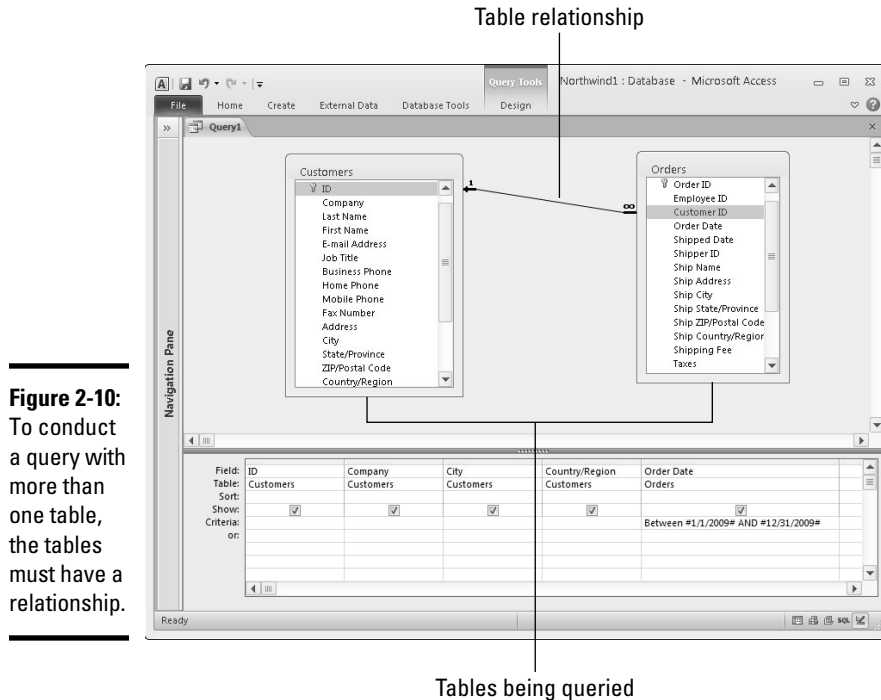 Table relationship
Query Tools
Northwind1 : Database - Microsoft Access
File Home Create External Data Database Tools Design
Query1
Navigation Pane
Customers
ID
Company
Last Name
First Name
E-mail Address
Job Title
Business Phone
Home Phone
Mobile Phone
Fax Number
Address
City
State/Province
ZIP/Postal Code
Country/Region
1
∞
Orders
Order ID
Employee ID
Customer ID
Order Date
Shipped Date
Shipper ID
Ship Name
Ship Address
Ship City
Ship State/Province
Ship ZIP/Postal Code
Ship Country/Region
Shipping Fee
Taxes
Field: ID Company City Country/Region Order Date
Table: Customers Customers Customers Customers Orders
Sort:
Show:
Criteria: Between #1/1/2009# AND #12/31/2009#
or:
Ready
SQL
Tables being queried
Figure 2-10:
To conduct
a query with
more than
one table,
the tables
must have a
relationship.